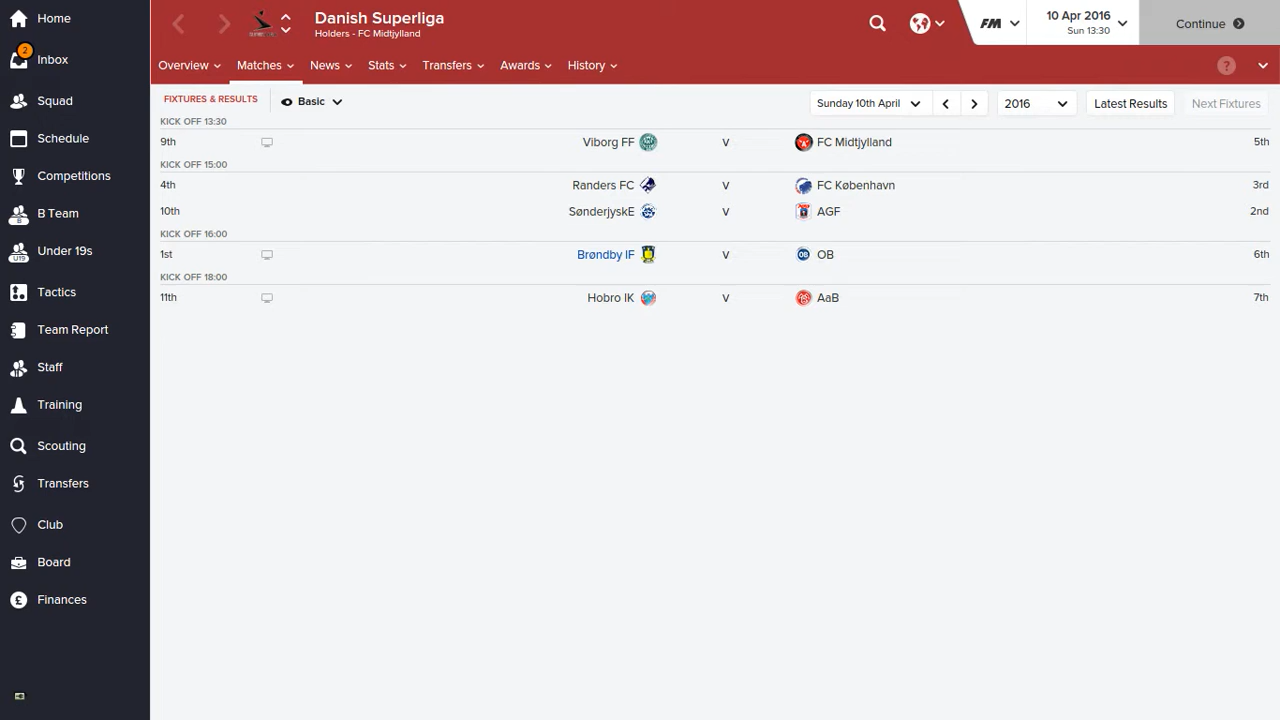 Home
2
Inbox
Squad
Schedule
Competitions
B Team
Under 19s
Tactics
Team Report
Staff
Training
Scouting
Transfers
Club
Board
Finances
Danish Superliga
Holders - FC Midtjylland
FM
10 Apr 2016
Sun 13:30
Continue
Overview Matches News Stats Transfers Awards History ?
FIXTURES & RESULTS Basic Sunday 10th April 2016 Latest Results Next Fixtures
KICK OFF 13:30
9th Viborg FF v FC Midtjylland 5th
KICK OFF 15:00
4th Randers FC v FC København 3rd
10th SønderjyskE v AGF 2nd
KICK OFF 16:00
1st Brøndby IF v OB 6th
KICK OFF 18:00
11th Hobro IK v AaB 7th